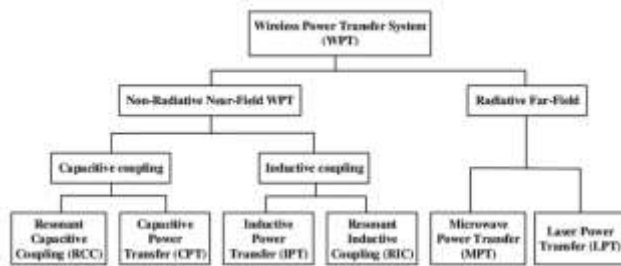 Wireless Power Transfer System
(WPT)
Non-Radiative Near-Field WPT
Radiative Far-Field
Capacitive coupling
Inductive coupling
Resonant
Capacitive
Coupling (RCC)
Capacitive
Power
Transfer (CPT)
Inductive
Power
Transfer (IPT)
Resonant
Inductive
Coupling (RIC)
Microwave
Power Transfer
(MPT)
Laser Power
Transfer (LPT)